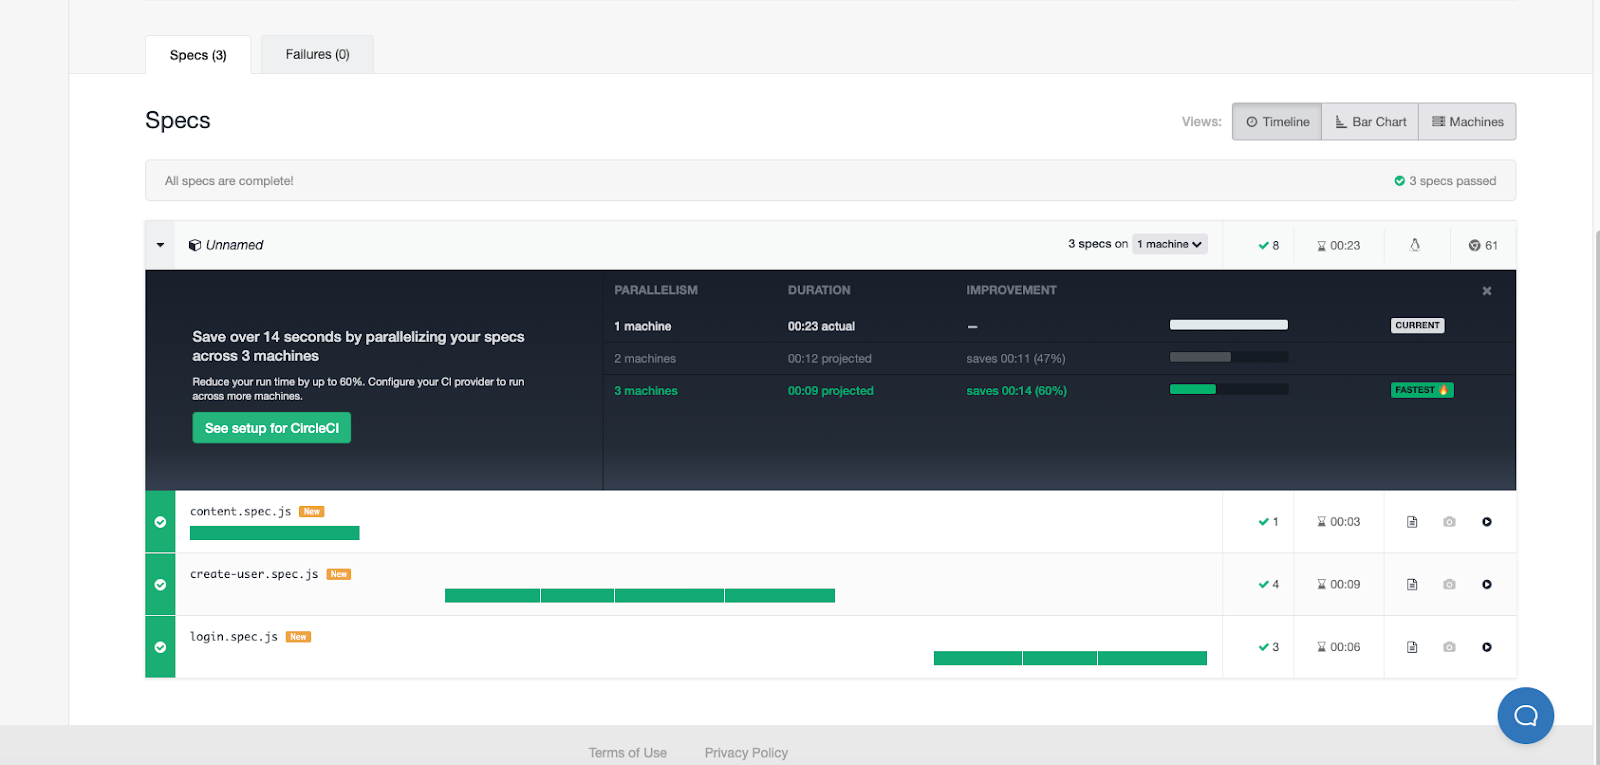 Specs (3) Failures (0)
Specs
Views: Timeline Bar Chart Machines
All specs are complete! 3 specs passed
Unnamed 3 specs on 1 machine 8 00:23 61
PARALLELISM DURATION IMPROVEMENT
1 machine 00:23 actual — CURRENT
2 machines 00:12 projected saves 00:11 (47%)
3 machines 00:09 projected saves 00:14 (60%) FASTEST 🔥
Save over 14 seconds by parallelizing your specs
across 3 machines
Reduce your run time by up to 60%. Configure your CI provider to run
across more machines.
See setup for CircleCI
content.spec.js New 1 00:03
create-user.spec.js New 4 00:09
login.spec.js New 3 00:06
Terms of Use Privacy Policy